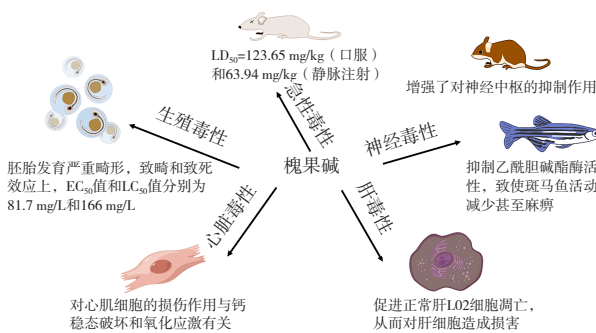 LD50=123.65 mg/kg（口服）
和63.94 mg/kg（静脉注射）
增强了对神经中枢的抑制作用
生殖毒性
急性毒性
神经毒性
槐果碱
胚胎发育严重畸形，致畸和致死
效应上，EC50值和LC50值分别为
81.7 mg/L和166 mg/L
抑制乙酰胆碱酯酶活
性，致使斑马鱼活动
减少甚至麻痹
心脏毒性
肝毒性
对心肌细胞的损伤作用与钙
稳态破坏和氧化应激有关
促进正常肝L02细胞凋亡，
从而对肝细胞造成损害